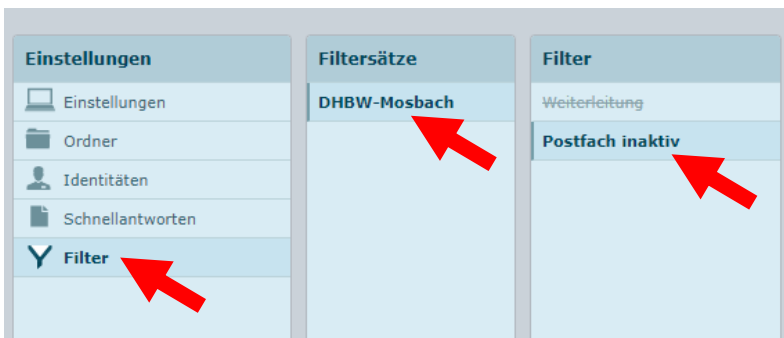 Einstellungen
Einstellungen
Ordner
Identitäten
Schnellantworten
Filter
Filtersätze
DHBW-Mosbach
Filter
Weiterleitung
Postfach inaktiv